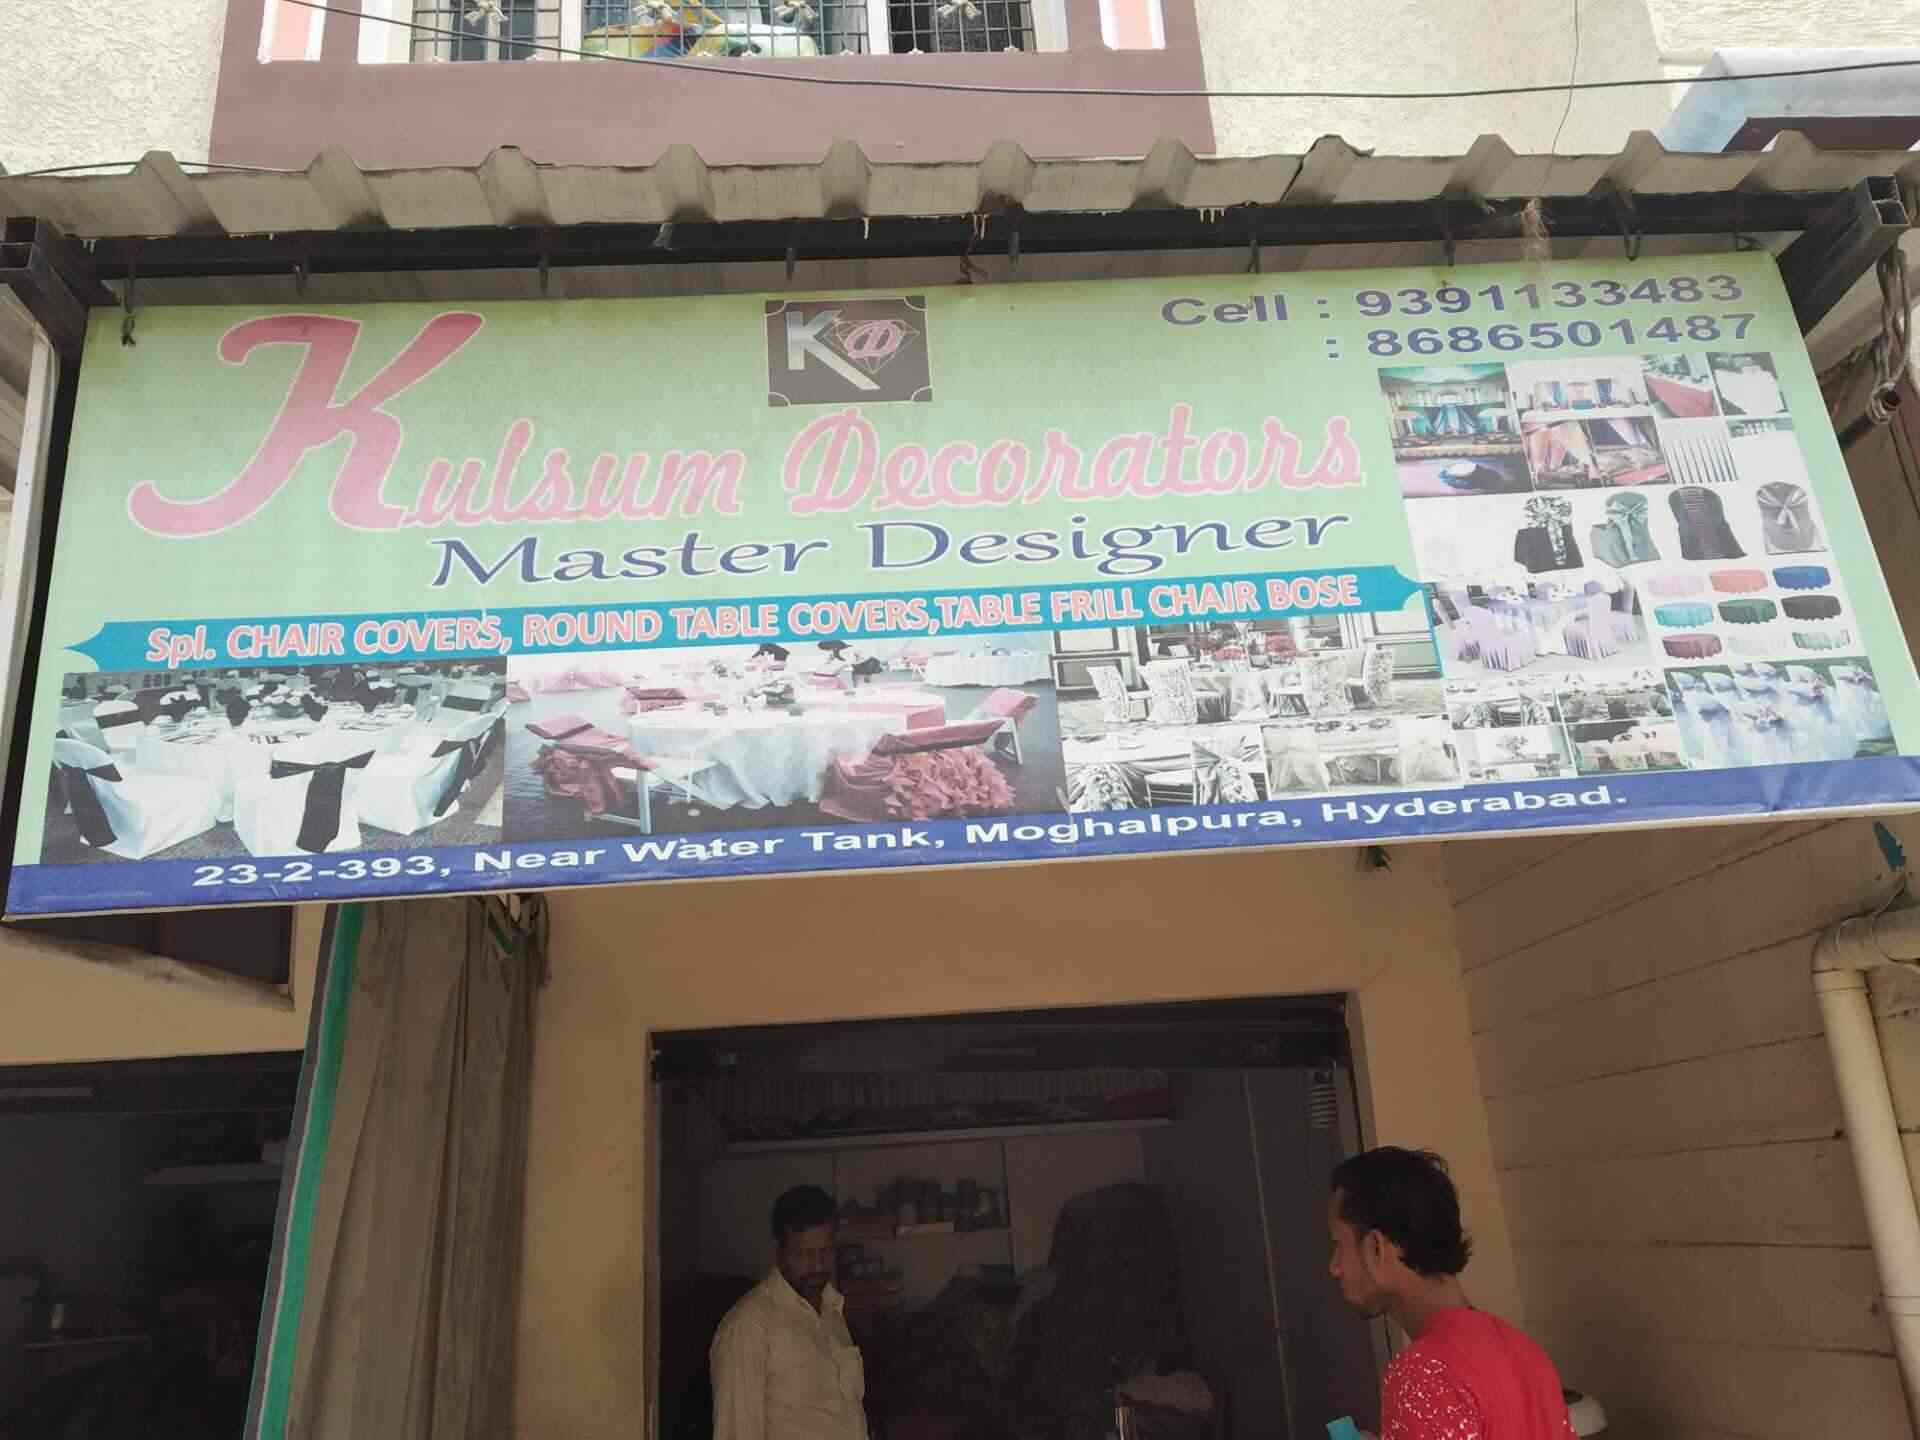 KD
Cell : 9391133483
: 8686501487
Kulsum Decorators
Master Designer
Spl. CHAIR COVERS, ROUND TABLE COVERS,TABLE FRILL CHAIR BOSE
23-2-393, Near Water Tank, Moghalpura, Hyderabad.